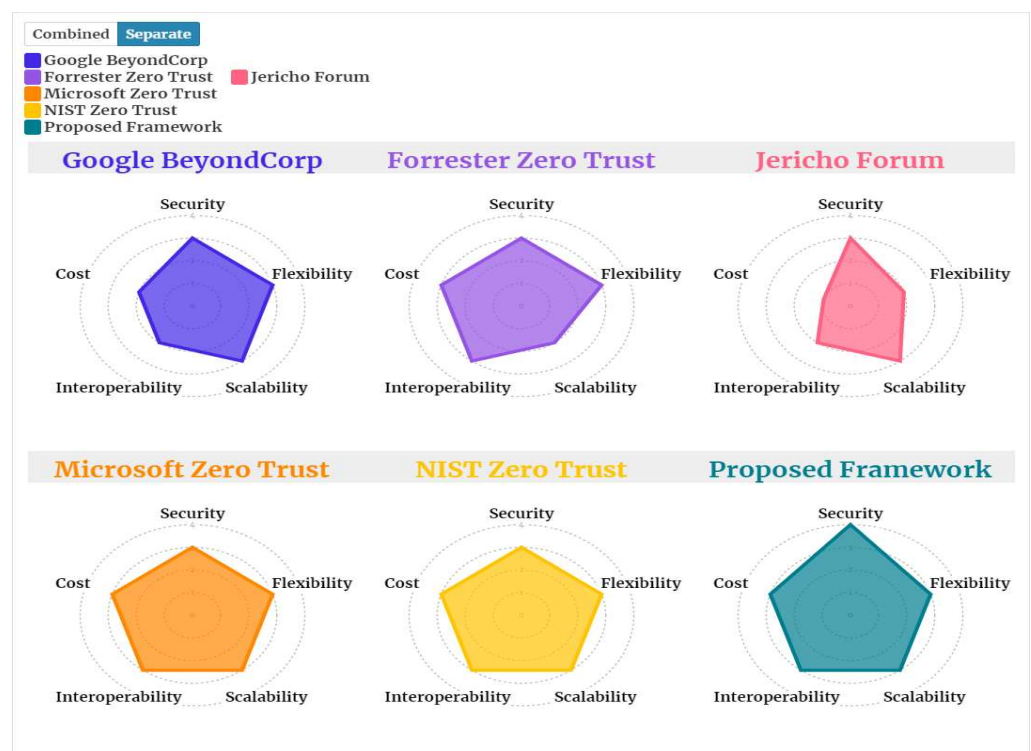 Combined Separate
Google BeyondCorp
Forrester Zero Trust Jericho Forum
Microsoft Zero Trust
NIST Zero Trust
Proposed Framework
Google BeyondCorp Forrester Zero Trust Jericho Forum
Security Security Security
Cost Flexibility Cost Flexibility Cost Flexibility
Interoperability Scalability Interoperability Scalability Interoperability Scalability
Microsoft Zero Trust NIST Zero Trust Proposed Framework
Security Security Security
Cost Flexibility Cost Flexibility Cost Flexibility
Interoperability Scalability Interoperability Scalability Interoperability Scalability